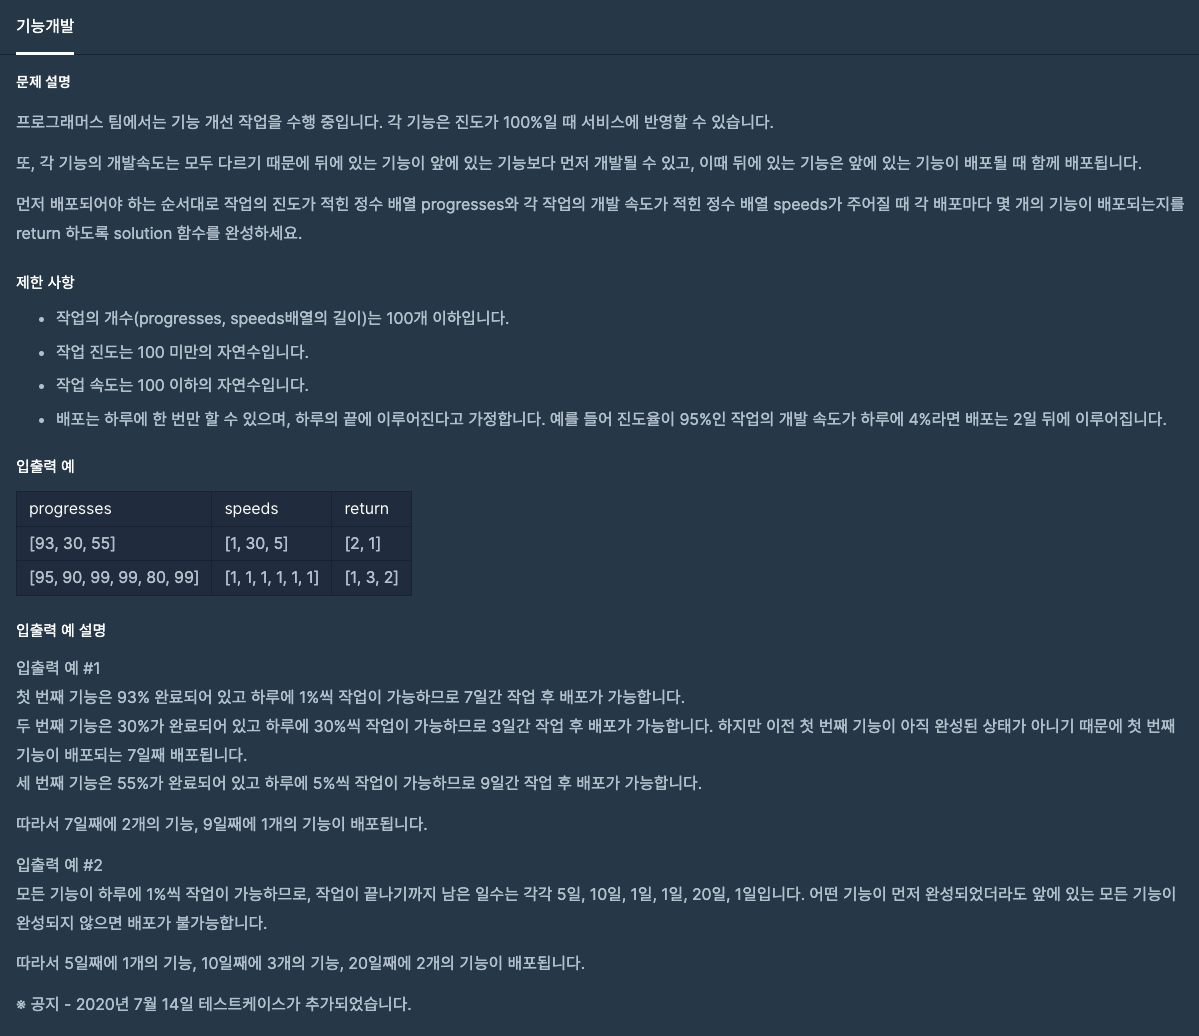 기능개발
문제 설명
프로그래머스 팀에서는 기능 개선 작업을 수행 중입니다. 각 기능은 진도가 100%일 때 서비스에 반영할 수 있습니다.
또, 각 기능의 개발속도는 모두 다르기 때문에 뒤에 있는 기능이 앞에 있는 기능보다 먼저 개발될 수 있고, 이때 뒤에 있는 기능은 앞에 있는 기능이 배포될 때 함께 배포됩니다.
먼저 배포되어야 하는 순서대로 작업의 진도가 적힌 정수 배열 progresses와 각 작업의 개발 속도가 적힌 정수 배열 speeds가 주어질 때 각 배포마다 몇 개의 기능이 배포되는지를
return 하도록 solution 함수를 완성하세요.
제한 사항
• 작업의 개수(progresses, speeds배열의 길이)는 100개 이하입니다.
• 작업 진도는 100 미만의 자연수입니다.
• 작업 속도는 100 이하의 자연수입니다.
• 배포는 하루에 한 번만 할 수 있으며, 하루의 끝에 이루어진다고 가정합니다. 예를 들어 진도율이 95%인 작업의 개발 속도가 하루에 4%라면 배포는 2일 뒤에 이루어집니다.
입출력 예
progresses speeds return
[93, 30, 55] [1, 30, 5] [2, 1]
[95, 90, 99, 99, 80, 99] [1, 1, 1, 1, 1, 1] [1, 3, 2]
입출력 예 설명
입출력 예 #1
첫 번째 기능은 93% 완료되어 있고 하루에 1%씩 작업이 가능하므로 7일간 작업 후 배포가 가능합니다.
두 번째 기능은 30%가 완료되어 있고 하루에 30%씩 작업이 가능하므로 3일간 작업 후 배포가 가능합니다. 하지만 이전 첫 번째 기능이 아직 완성된 상태가 아니기 때문에 첫 번째
기능이 배포되는 7일째 배포됩니다.
세 번째 기능은 55%가 완료되어 있고 하루에 5%씩 작업이 가능하므로 9일간 작업 후 배포가 가능합니다.
따라서 7일째에 2개의 기능, 9일째에 1개의 기능이 배포됩니다.
입출력 예 #2
모든 기능이 하루에 1%씩 작업이 가능하므로, 작업이 끝나기까지 남은 일수는 각각 5일, 10일, 1일, 1일, 20일, 1일입니다. 어떤 기능이 먼저 완성되었더라도 앞에 있는 모든 기능이
완성되지 않으면 배포가 불가능합니다.
따라서 5일째에 1개의 기능, 10일째에 3개의 기능, 20일째에 2개의 기능이 배포됩니다.
※ 공지 - 2020년 7월 14일 테스트케이스가 추가되었습니다.